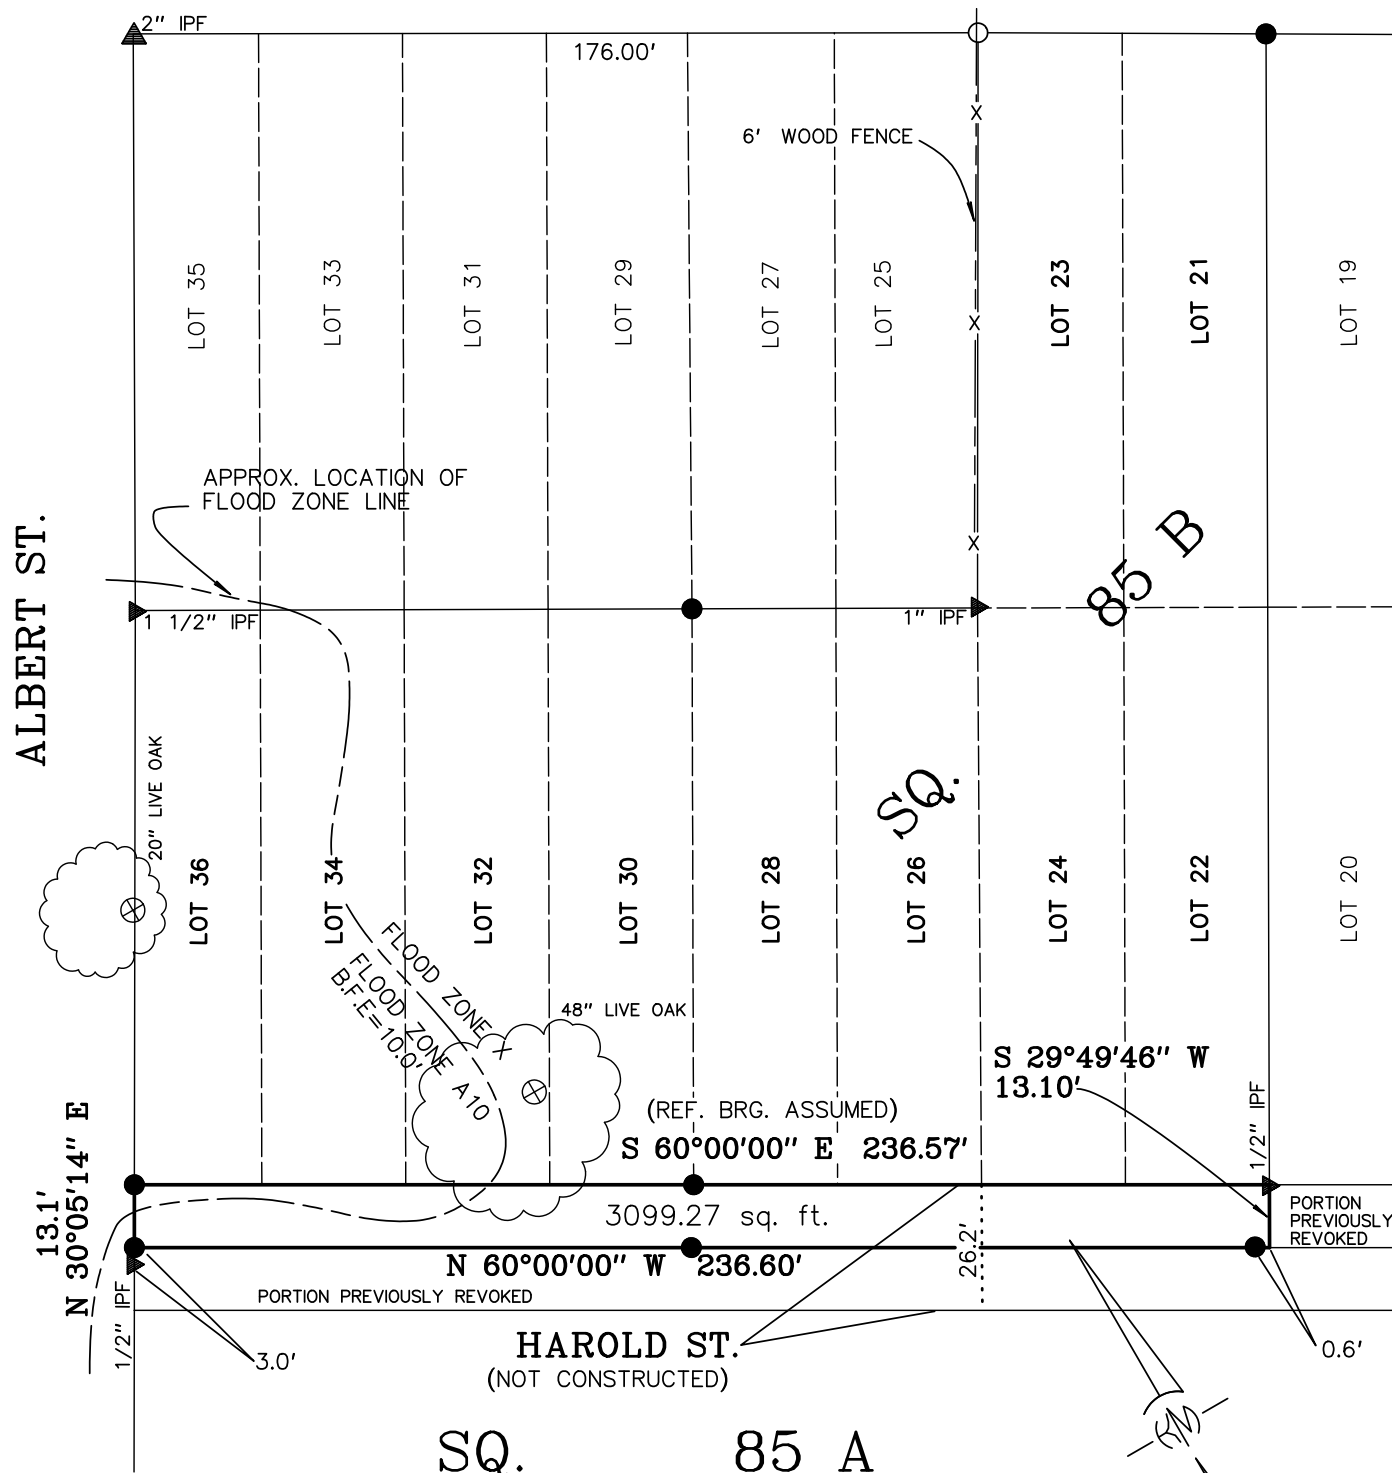 2" IPF
176.00'
6' WOOD FENCE
LOT 35
LOT 33
LOT 31
LOT 29
LOT 27
LOT 25
LOT 23
LOT 21
LOT 19
APPROX. LOCATION OF
FLOOD ZONE LINE
ALBERT ST.
1 1/2" IPF
1" IPF
SQ. 85 B
20" LIVE OAK
LOT 36
LOT 34
LOT 32
LOT 30
LOT 28
LOT 26
LOT 24
LOT 22
LOT 20
FLOOD ZONE X
FLOOD ZONE A10
B.F.E=10.0'
48" LIVE OAK
S 29°49'46" W
13.10'
1/2" IPF
(REF. BRG. ASSUMED)
S 60°00'00" E 236.57'
13.1'
N 30°05'14" E
3099.27 sq. ft.
26.2'
PORTION
PREVIOUSLY
REVOKED
N 60°00'00" W 236.60'
PORTION PREVIOUSLY REVOKED
1/2" IPF
3.0'
HAROLD ST.
(NOT CONSTRUCTED)
0.6'
N
SQ. 85 A